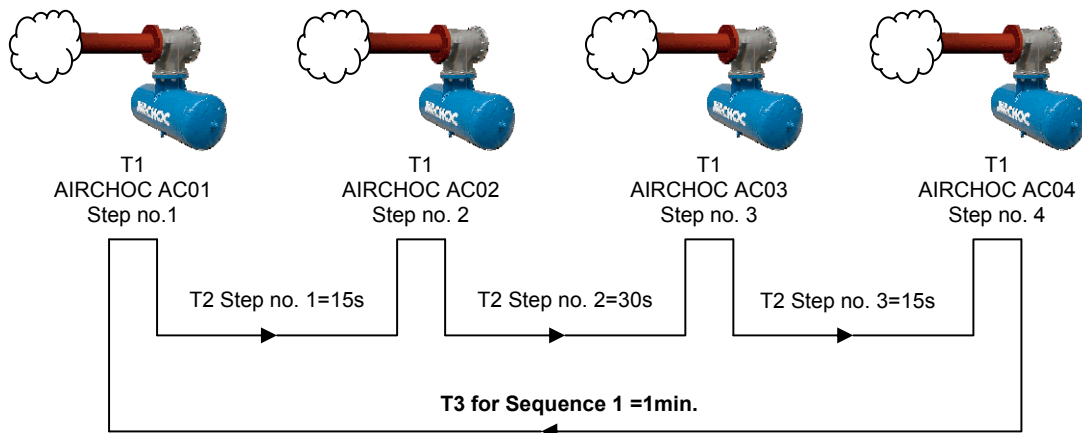 AIRCHOC AIRCHOC AIRCHOC AIRCHOC
T1 T1 T1 T1
AIRCHOC AC01 AIRCHOC AC02 AIRCHOC AC03 AIRCHOC AC04
Step no.1 Step no. 2 Step no. 3 Step no. 4
T2 Step no. 1=15s T2 Step no. 2=30s T2 Step no. 3=15s
T3 for Sequence 1 =1min.